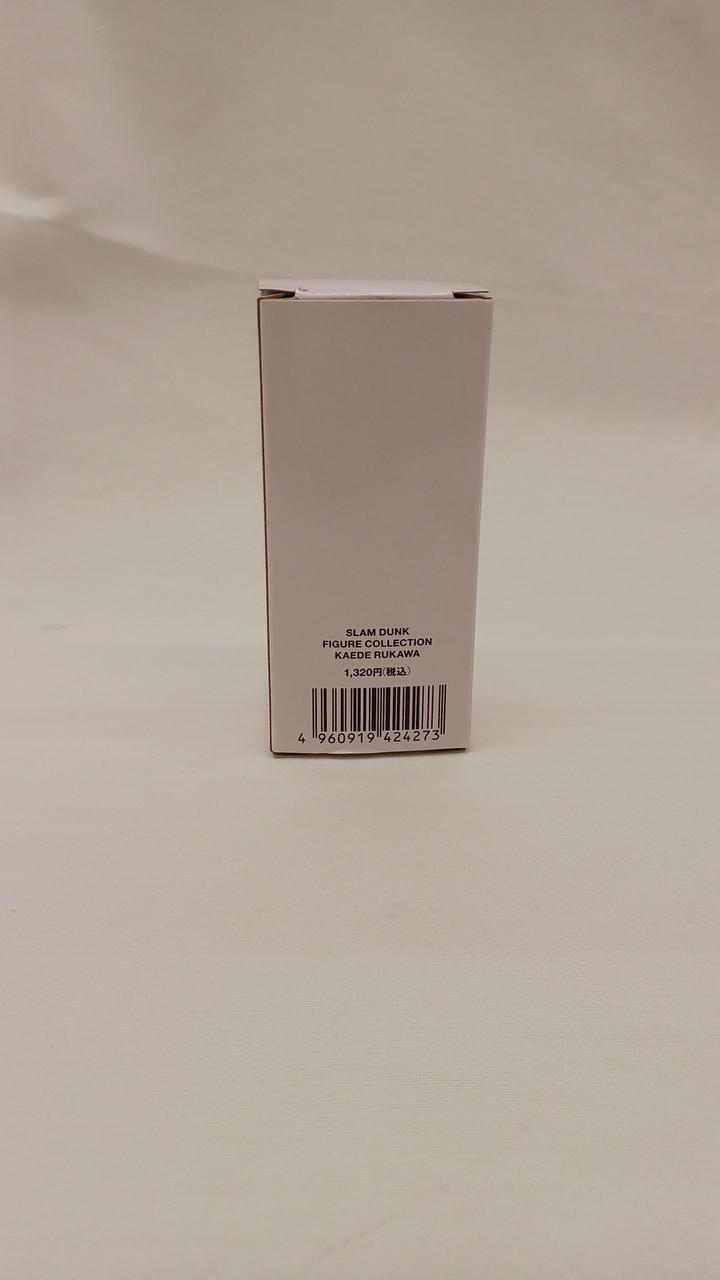 SLAM DUNK
FIGURE COLLECTION
KAEDE RUKAWA
1,320円(税込)
4 960919 424273